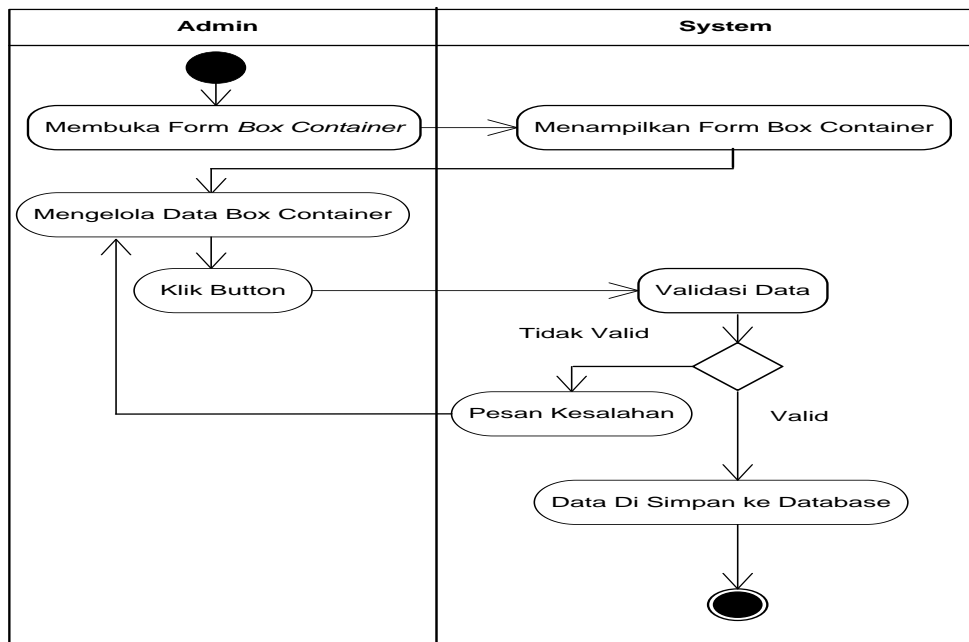 Admin
System
Membuka Form Box Container
Menampilkan Form Box Container
Mengelola Data Box Container
Klik Button
Validasi Data
Tidak Valid
Pesan Kesalahan
Valid
Data Di Simpan ke Database